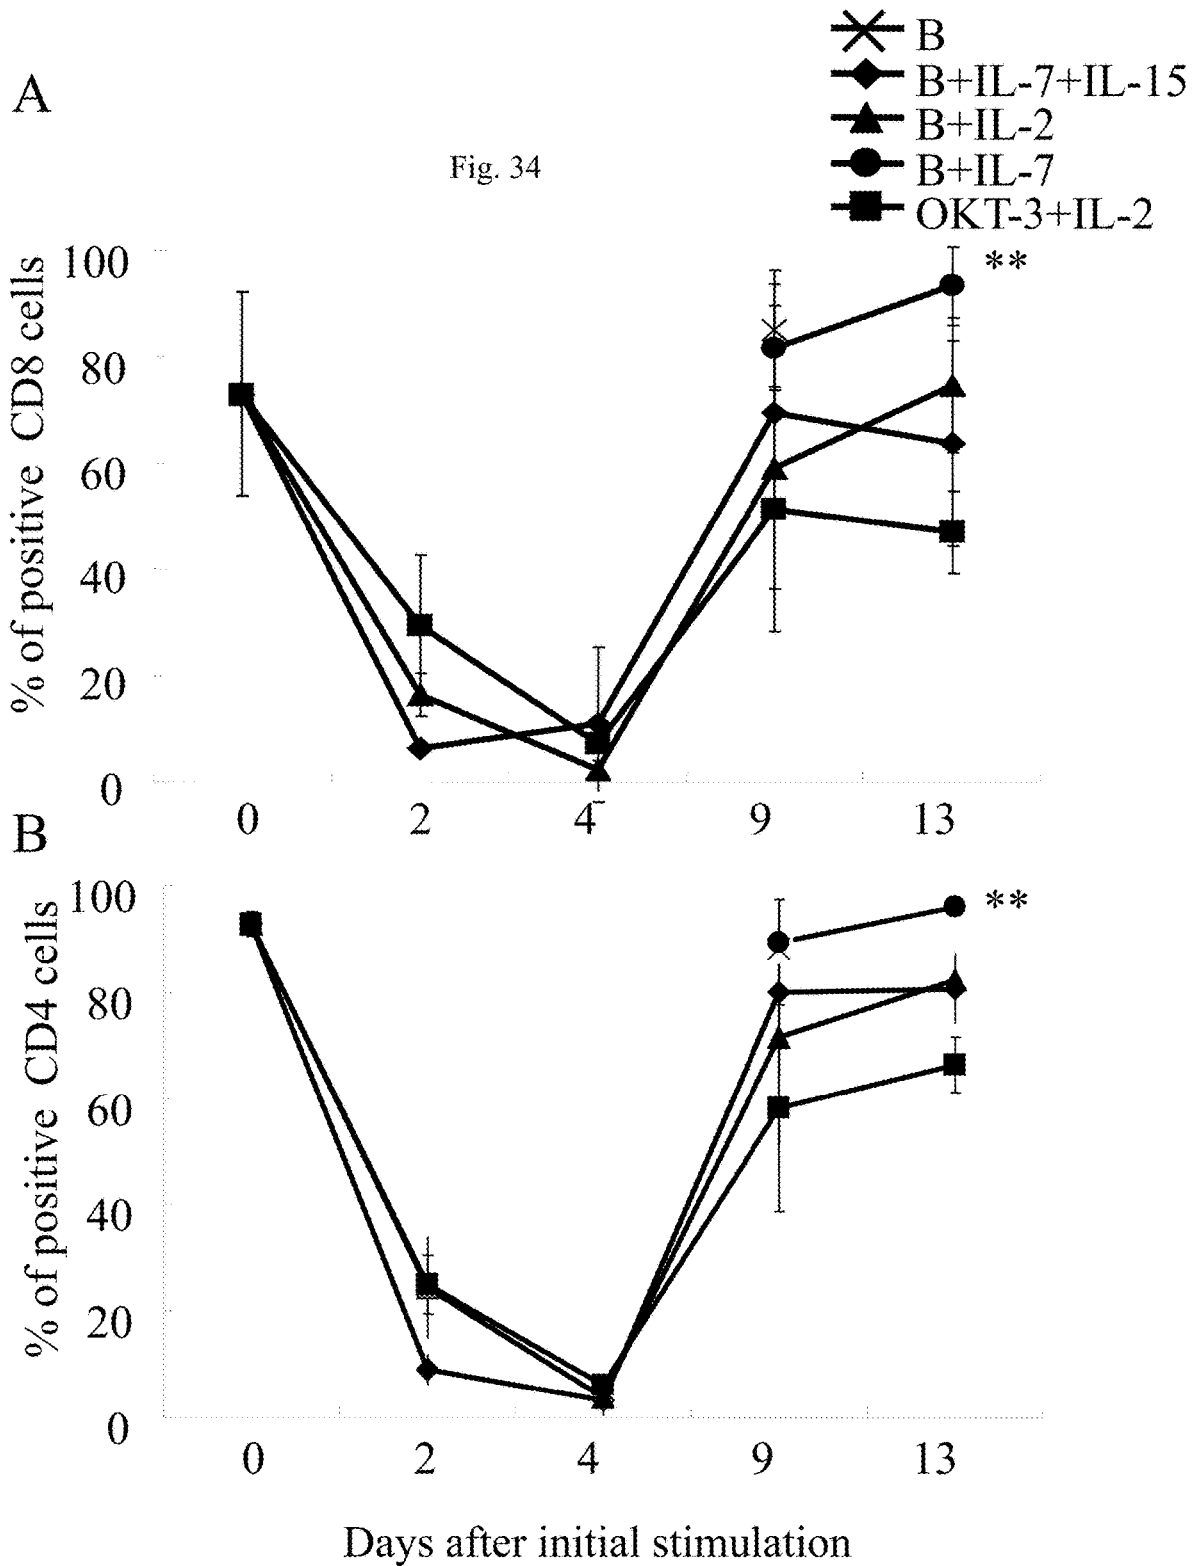 B
B+IL-7+IL-15
B+IL-2
B+IL-7
OKT-3+IL-2
A
Fig. 34
% of positive CD8 cells
100
80
60
40
20
0
**
0 2 4 9 13
B
% of positive CD4 cells
100
80
60
40
20
0
**
0 2 4 9 13
Days after initial stimulation